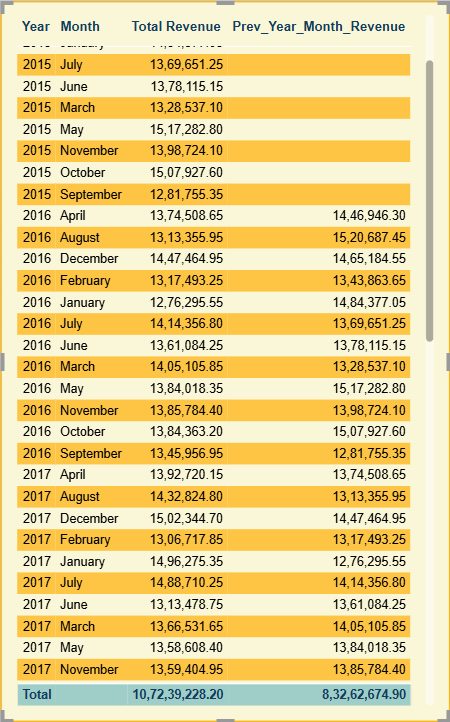 Year Month Total Revenue Prev_Year_Month_Revenue
2015 July 13,69,651.25
2015 June 13,78,115.15
2015 March 13,28,537.10
2015 May 15,17,282.80
2015 November 13,98,724.10
2015 October 15,07,927.60
2015 September 12,81,755.35
2016 April 13,74,508.65 14,46,946.30
2016 August 13,13,355.95 15,20,687.45
2016 December 14,47,464.95 14,65,184.55
2016 February 13,17,493.25 13,43,863.65
2016 January 12,76,295.55 14,84,377.05
2016 July 14,14,356.80 13,69,651.25
2016 June 13,61,084.25 13,78,115.15
2016 March 14,05,105.85 13,28,537.10
2016 May 13,84,018.35 15,17,282.80
2016 November 13,85,784.40 13,98,724.10
2016 October 13,84,363.20 15,07,927.60
2016 September 13,45,956.95 12,81,755.35
2017 April 13,92,720.15 13,74,508.65
2017 August 14,32,824.80 13,13,355.95
2017 December 15,02,344.70 14,47,464.95
2017 February 13,06,717.85 13,17,493.25
2017 January 14,96,275.35 12,76,295.55
2017 July 14,88,710.25 14,14,356.80
2017 June 13,13,478.75 13,61,084.25
2017 March 13,66,531.65 14,05,105.85
2017 May 13,58,608.40 13,84,018.35
2017 November 13,59,404.95 13,85,784.40
Total 10,72,39,228.20 8,32,62,674.90